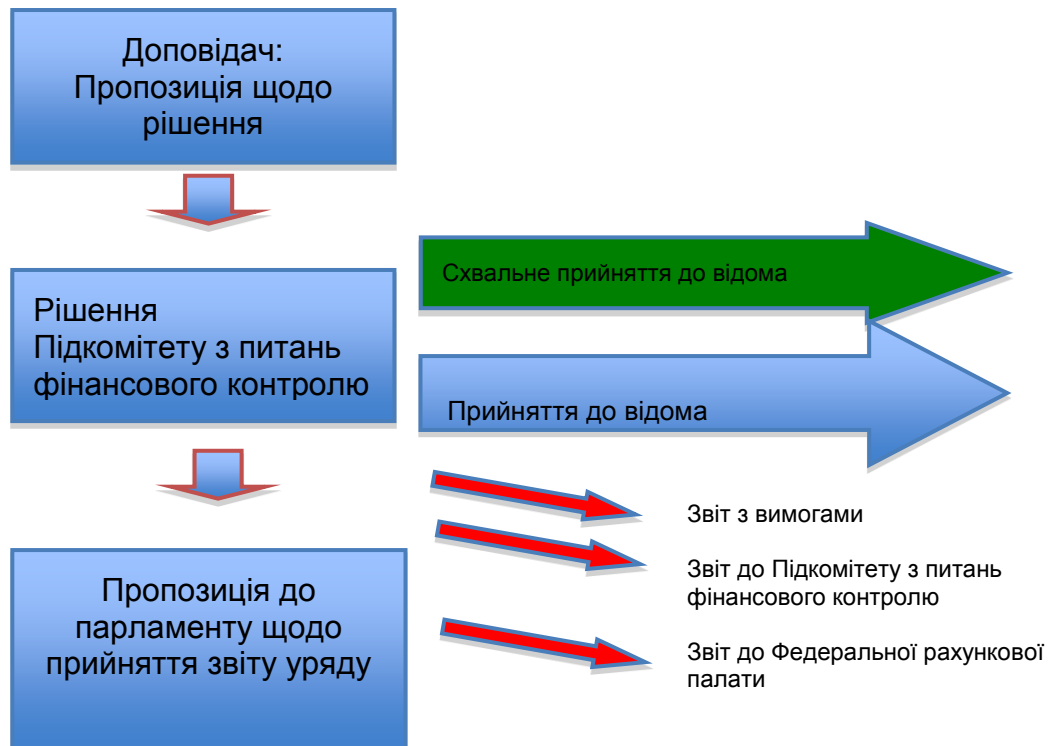 Доповідач:
Пропозиція щодо
рішення
Схвальне прийняття до відома
Рішення
Підкомітету з питань
фінансового контролю
Прийняття до відома
Звіт з вимогами
Звіт до Підкомітету з питань
фінансового контролю
Пропозиція до
парламенту щодо
прийняття звіту уряду
Звіт до Федеральної рахункової
палати